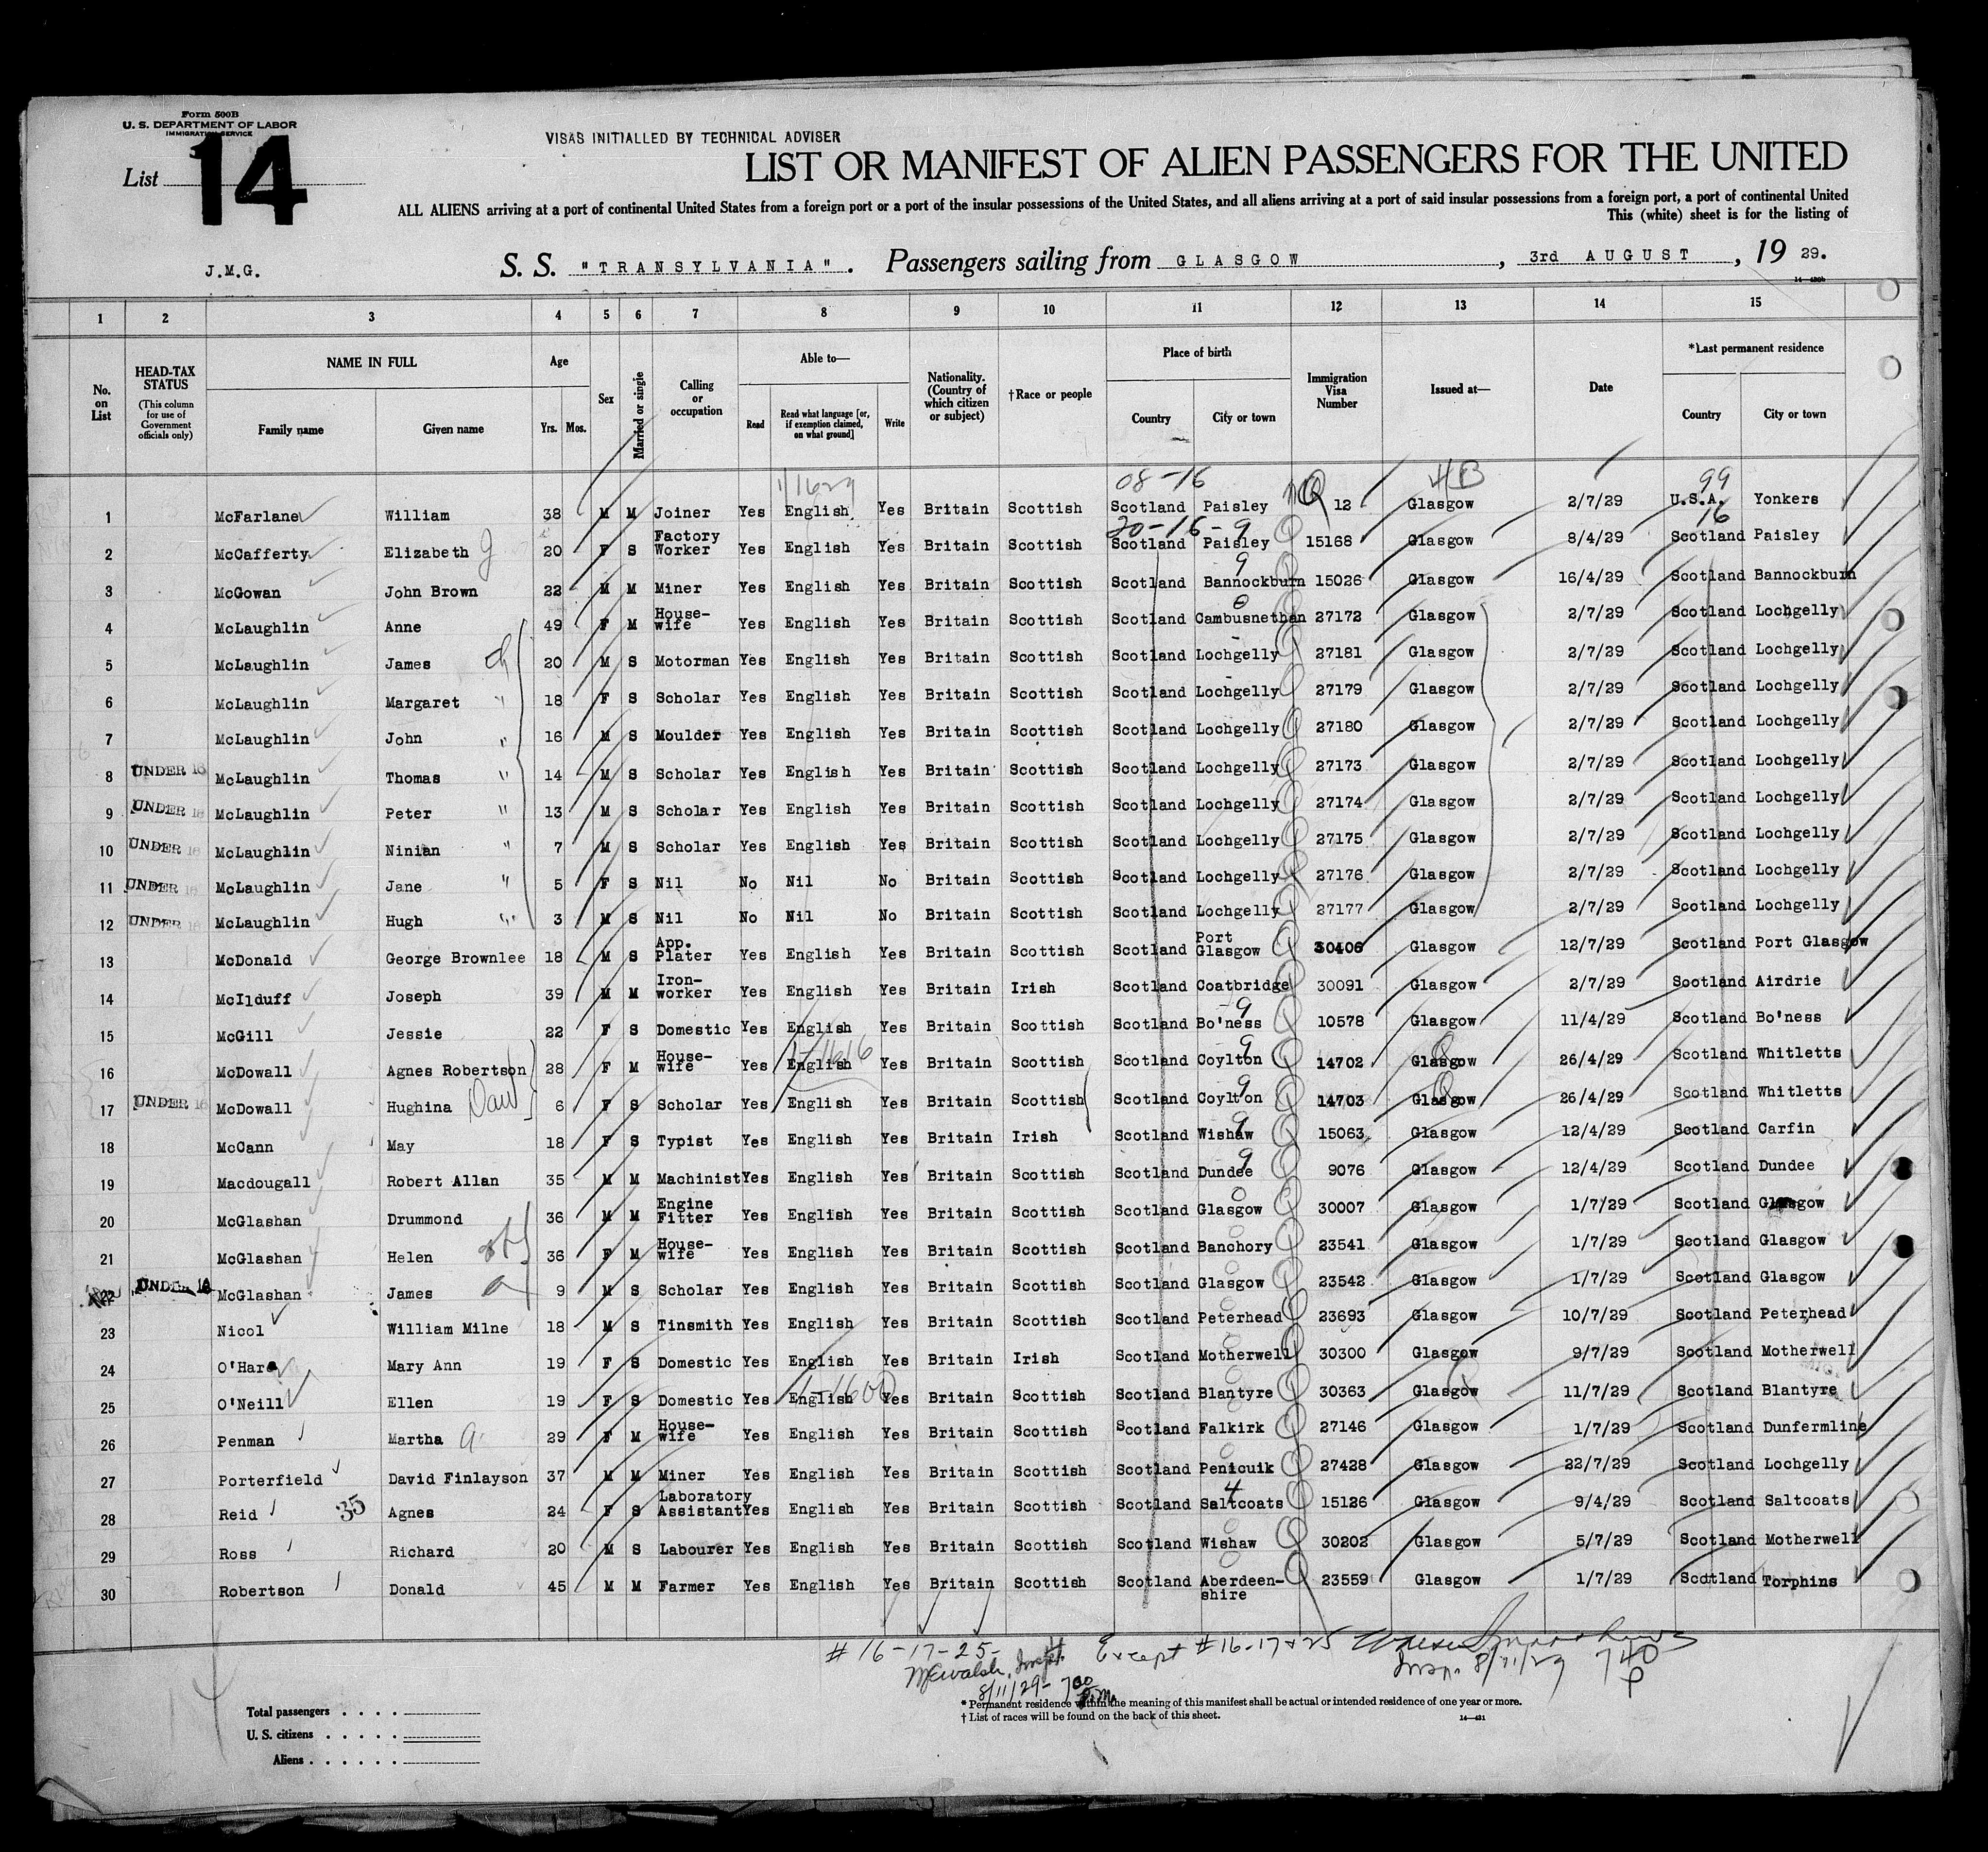 Form 500B
U. S. DEPARTMENT OF LABOR
IMMIGRATION SERVICE
List 14
VISAS INITIALLED BY TECHNICAL ADVISER
LIST OR MANIFEST OF ALIEN PASSENGERS FOR THE UNITED
ALL ALIENS arriving at a port of continental United States from a foreign port or a port of the insular possessions of the United States, and all aliens arriving at a port of said insular possessions from a foreign port, a port of continental United
This (white) sheet is for the listing of
J.M.G.
S. S. "TRANSYLVANIA". Passengers sailing from GLASGOW, 3rd AUGUST, 19 29.
1 2 3 4 5 6 7 8 9 10 11 12 13 14 15
No. on List
HEAD-TAX STATUS (This column for use of Government officials only)
NAME IN FULL Family name Given name
Age Yrs. Mos.
Sex
Married or single
Calling or occupation
Able to— Read Read what language [or, if exemption claimed, on what ground] Write
Nationality. (Country of which citizen or subject)
†Race or people
Place of birth Country City or town
Immigration Visa Number
Issued at—
Date
*Last permanent residence Country City or town
08-16 99
1 McFarlane William 38 M M Joiner Yes English Yes Britain Scottish Scotland Paisley 12 Glasgow 2/7/29 U.S.A. Yonkers
20-16-9 16
2 McCafferty Elizabeth 20 F S Factory Worker Yes English Yes Britain Scottish Scotland Paisley 15168 Glasgow 8/4/29 Scotland Paisley
3 McGowan John Brown 22 M M Miner Yes English Yes Britain Scottish Scotland Bannockburn 15026 Glasgow 16/4/29 Scotland Bannockburn
4 McLaughlin Anne 49 F M House-wife Yes English Yes Britain Scottish Scotland Cambusnethan 27172 Glasgow 2/7/29 Scotland Lochgelly
5 McLaughlin James 20 M S Motorman Yes English Yes Britain Scottish Scotland Lochgelly 27181 Glasgow 2/7/29 Scotland Lochgelly
6 McLaughlin Margaret " 18 F S Scholar Yes English Yes Britain Scottish Scotland Lochgelly 27179 Glasgow 2/7/29 Scotland Lochgelly
7 McLaughlin John " 16 M S Moulder Yes English Yes Britain Scottish Scotland Lochgelly 27180 Glasgow 2/7/29 Scotland Lochgelly
8 UNDER 16 McLaughlin Thomas " 14 M S Scholar Yes English Yes Britain Scottish Scotland Lochgelly 27173 Glasgow 2/7/29 Scotland Lochgelly
9 UNDER 16 McLaughlin Peter " 13 M S Scholar Yes English Yes Britain Scottish Scotland Lochgelly 27174 Glasgow 2/7/29 Scotland Lochgelly
10 UNDER 16 McLaughlin Ninian " 7 M S Scholar Yes English Yes Britain Scottish Scotland Lochgelly 27175 Glasgow 2/7/29 Scotland Lochgelly
11 UNDER 16 McLaughlin Jane " 5 F S Nil No Nil No Britain Scottish Scotland Lochgelly 27176 Glasgow 2/7/29 Scotland Lochgelly
12 UNDER 16 McLaughlin Hugh " 3 M S Nil No Nil No Britain Scottish Scotland Lochgelly 27177 Glasgow 2/7/29 Scotland Lochgelly
13 McDonald George Brownlee 18 M S App. Plater Yes English Yes Britain Scottish Scotland Port Glasgow 30406 Glasgow 12/7/29 Scotland Port Glasgow
14 McIlduff Joseph 39 M M Iron-worker Yes English Yes Britain Irish Scotland Coatbridge 30091 Glasgow 2/7/29 Scotland Airdrie
15 McGill Jessie 22 F S Domestic Yes English Yes Britain Scottish Scotland Bo'ness 10578 Glasgow 11/4/29 Scotland Bo'ness
16 McDowall Agnes Robertson 28 F M House-wife Yes English Yes Britain Scottish Scotland Coylton 14702 Glasgow 26/4/29 Scotland Whitletts
17 UNDER 16 McDowall Hughina Dau 6 F S Scholar Yes English Yes Britain Scottish Scotland Coylton 14703 Glasgow 26/4/29 Scotland Whitletts
18 McCann May 18 F S Typist Yes English Yes Britain Irish Scotland Wishaw 15063 Glasgow 12/4/29 Scotland Carfin
19 Macdougall Robert Allan 35 M M Machinist Yes English Yes Britain Scottish Scotland Dundee 9076 Glasgow 12/4/29 Scotland Dundee
20 McGlashan Drummond 36 M M Engine Fitter Yes English Yes Britain Scottish Scotland Glasgow 30007 Glasgow 1/7/29 Scotland Glasgow
21 McGlashan Helen 36 F M House-wife Yes English Yes Britain Scottish Scotland Banchory 23541 Glasgow 1/7/29 Scotland Glasgow
22 UNDER 16 McGlashan James 9 M S Scholar Yes English Yes Britain Scottish Scotland Glasgow 23542 Glasgow 1/7/29 Scotland Glasgow
23 Nicol William Milne 18 M S Tinsmith Yes English Yes Britain Scottish Scotland Peterhead 23693 Glasgow 10/7/29 Scotland Peterhead
24 O'Hara Mary Ann 19 F S Domestic Yes English Yes Britain Irish Scotland Motherwell 30300 Glasgow 9/7/29 Scotland Motherwell
25 O'Neill Ellen 19 F S Domestic Yes English Yes Britain Scottish Scotland Blantyre 30363 Glasgow 11/7/29 Scotland Blantyre
26 Penman Martha 29 F M House-wife Yes English Yes Britain Scottish Scotland Falkirk 27146 Glasgow 1/7/29 Scotland Dunfermline
27 Porterfield David Finlayson 37 M M Miner Yes English Yes Britain Scottish Scotland Penicuik 27428 Glasgow 22/7/29 Scotland Lochgelly
28 Reid 35 Agnes 24 F S Laboratory Assistant Yes English Yes Britain Scottish Scotland Saltcoats 15126 Glasgow 9/4/29 Scotland Saltcoats
29 Ross Richard 20 M S Labourer Yes English Yes Britain Scottish Scotland Wishaw 30202 Glasgow 5/7/29 Scotland Motherwell
30 Robertson Donald 45 M M Farmer Yes English Yes Britain Scottish Scotland Aberdeen-shire 23559 Glasgow 1/7/29 Scotland Torphins
# 16-17-25- Except #16-17+25
8/11/29 - 7 00 P.M. Insp. 8/11/29 7 40 P
Total passengers . . . .
U. S. citizens . . . . .
Aliens . . . . . .
* Permanent residence within the meaning of this manifest shall be actual or intended residence of one year or more.
† List of races will be found on the back of this sheet.
14—431